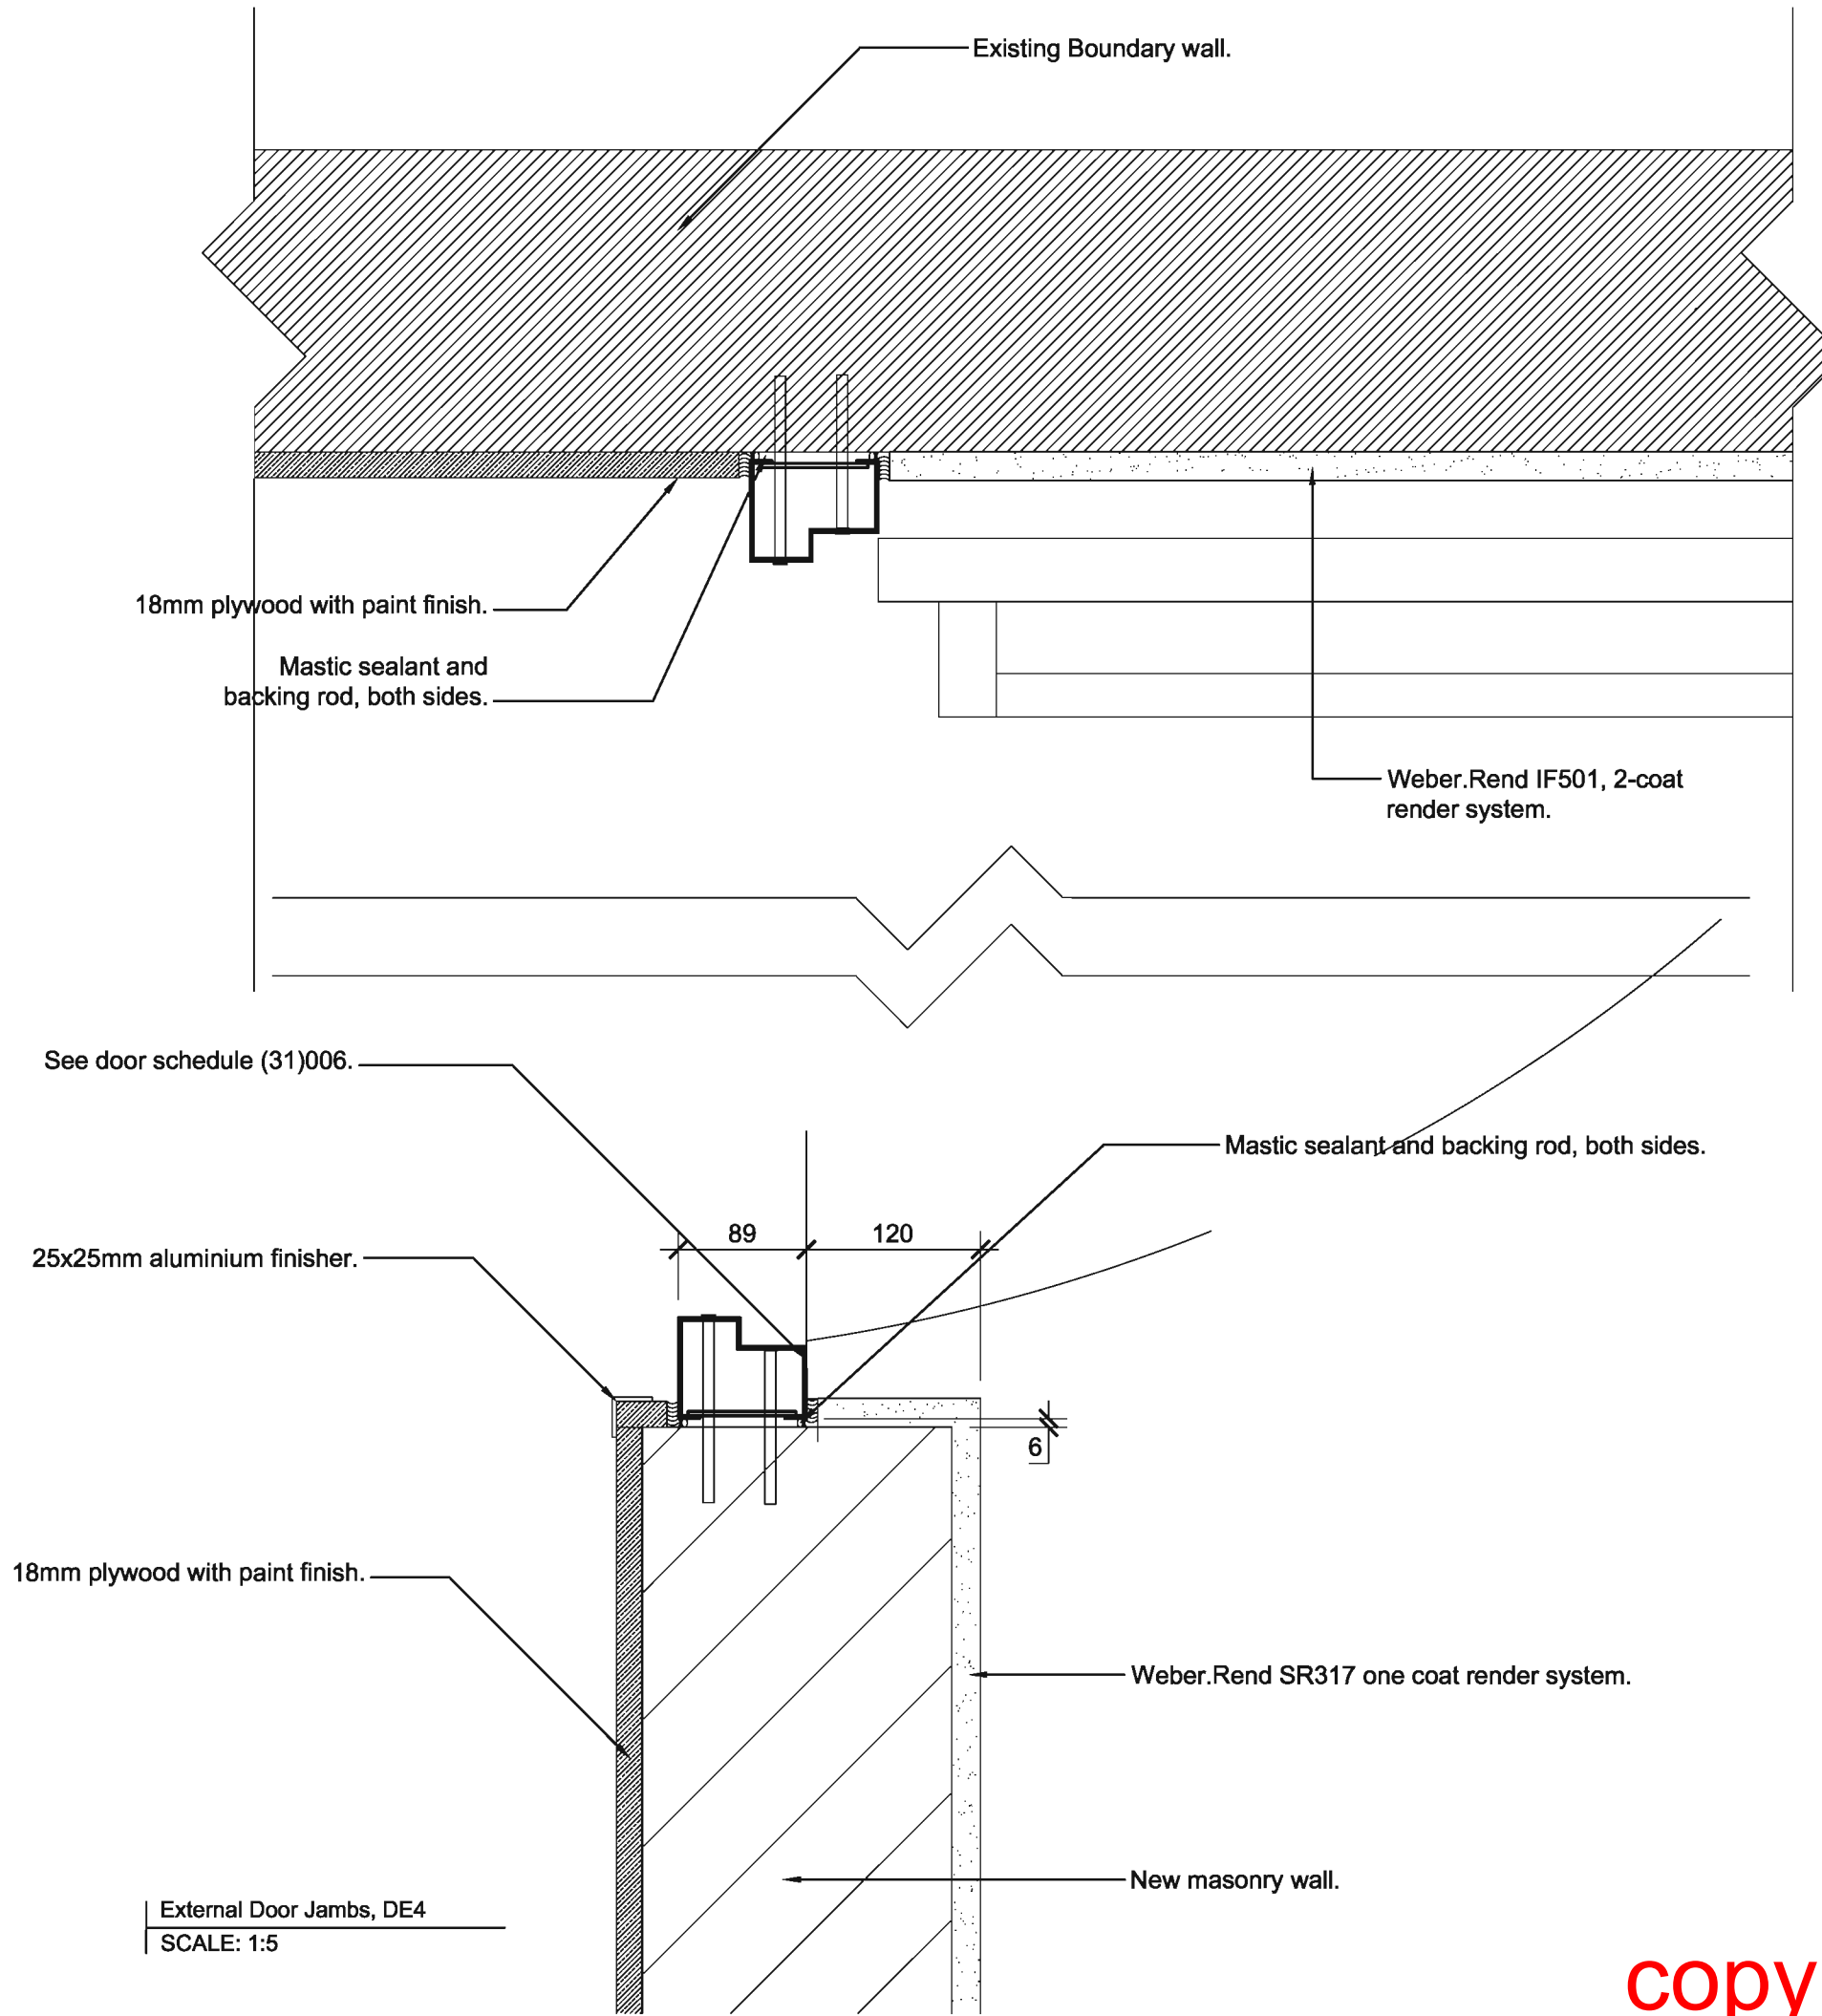 Existing Boundary wall.
18mm plywood with paint finish.
Mastic sealant and
backing rod, both sides.
Weber.Rend IF501, 2-coat
render system.
See door schedule (31)006.
Mastic sealant and backing rod, both sides.
89
120
25x25mm aluminium finisher.
6
18mm plywood with paint finish.
Weber.Rend SR317 one coat render system.
New masonry wall.
External Door Jambs, DE4
SCALE: 1:5
copy